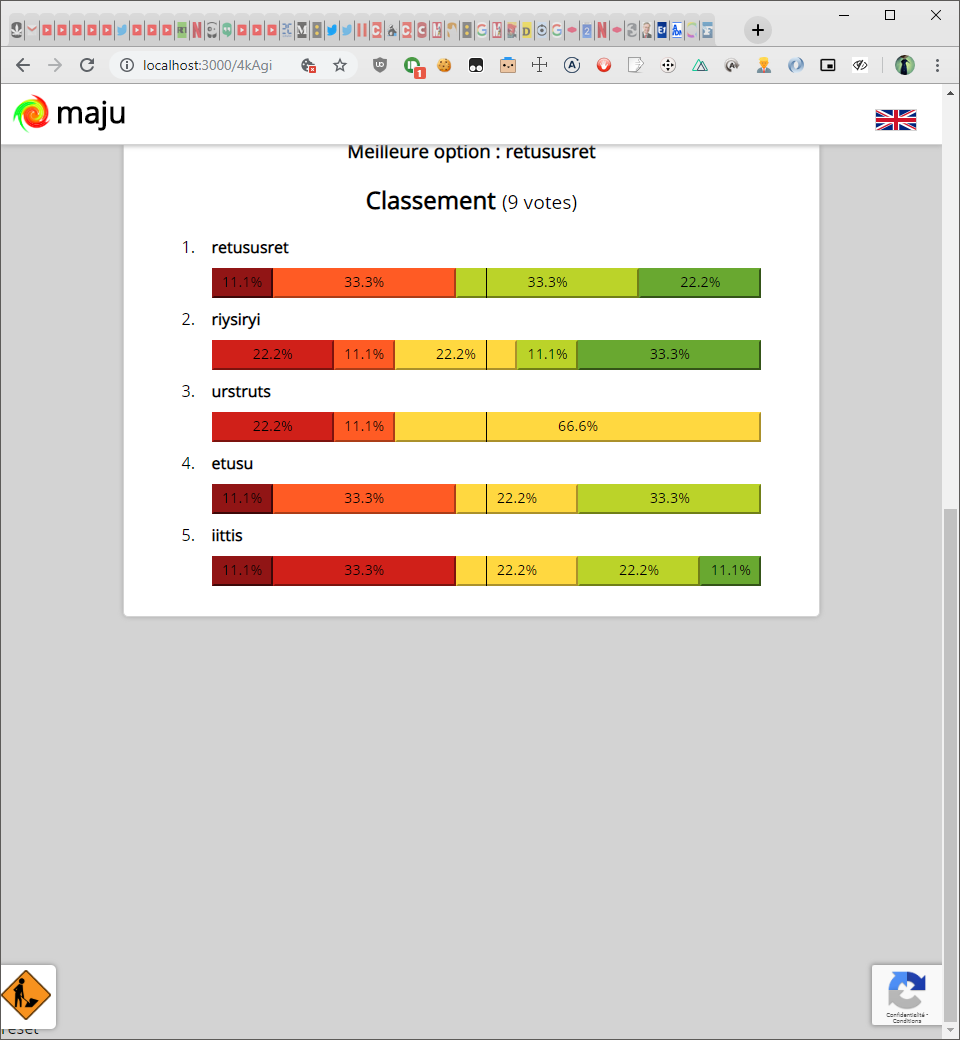 localhost:3000/4kAgi
1
maju
Meilleure option : retususret
Classement (9 votes)
1. retususret
11.1% 33.3% 33.3% 22.2%
2. riysiryi
22.2% 11.1% 22.2% 11.1% 33.3%
3. urstruts
22.2% 11.1% 66.6%
4. etusu
11.1% 33.3% 22.2% 33.3%
5. iittis
11.1% 33.3% 22.2% 22.2% 11.1%
Confidentialité -
Conditions
reset